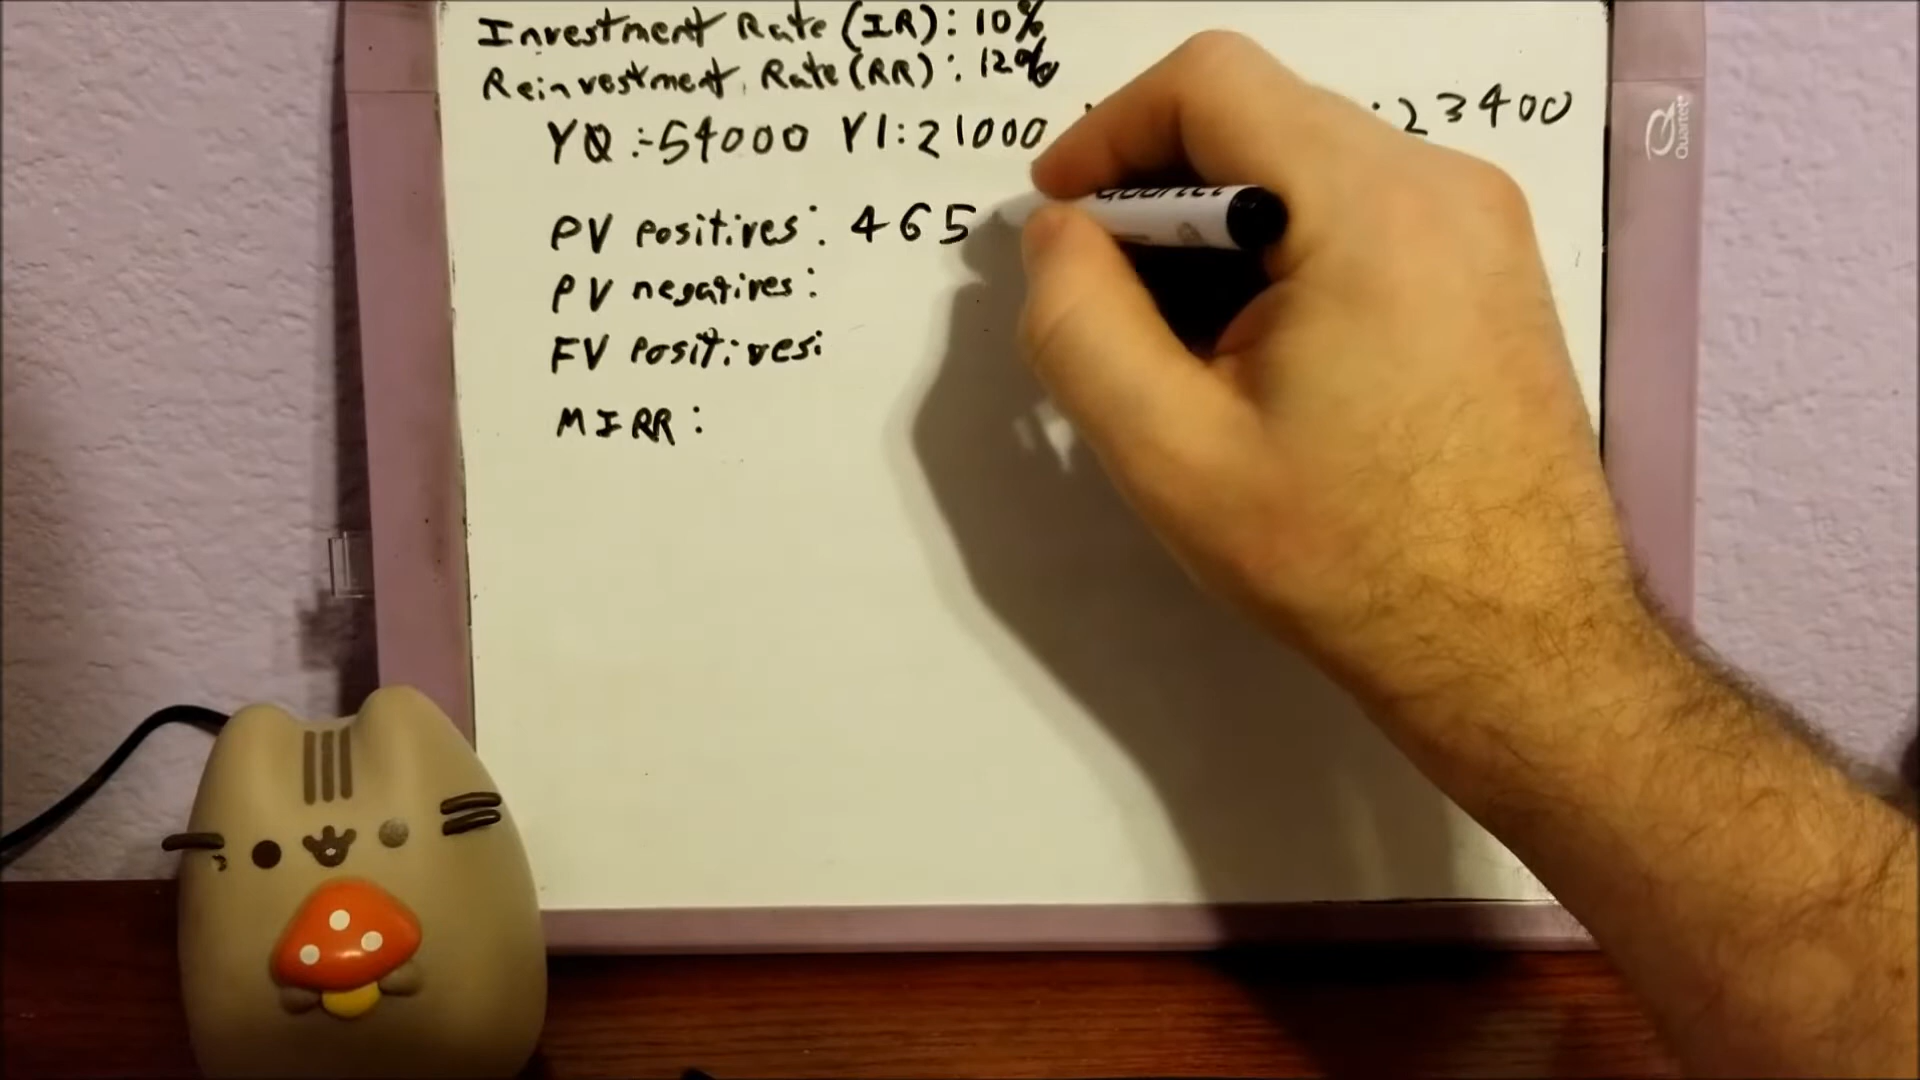 Investment Rate (IR): 10%
Reinvestment Rate (RR): 12%
Y0:-54000 Y1:21000 :23400
PV positives: 465
PV negatives:
FV positives:
MIRR:
Quartet